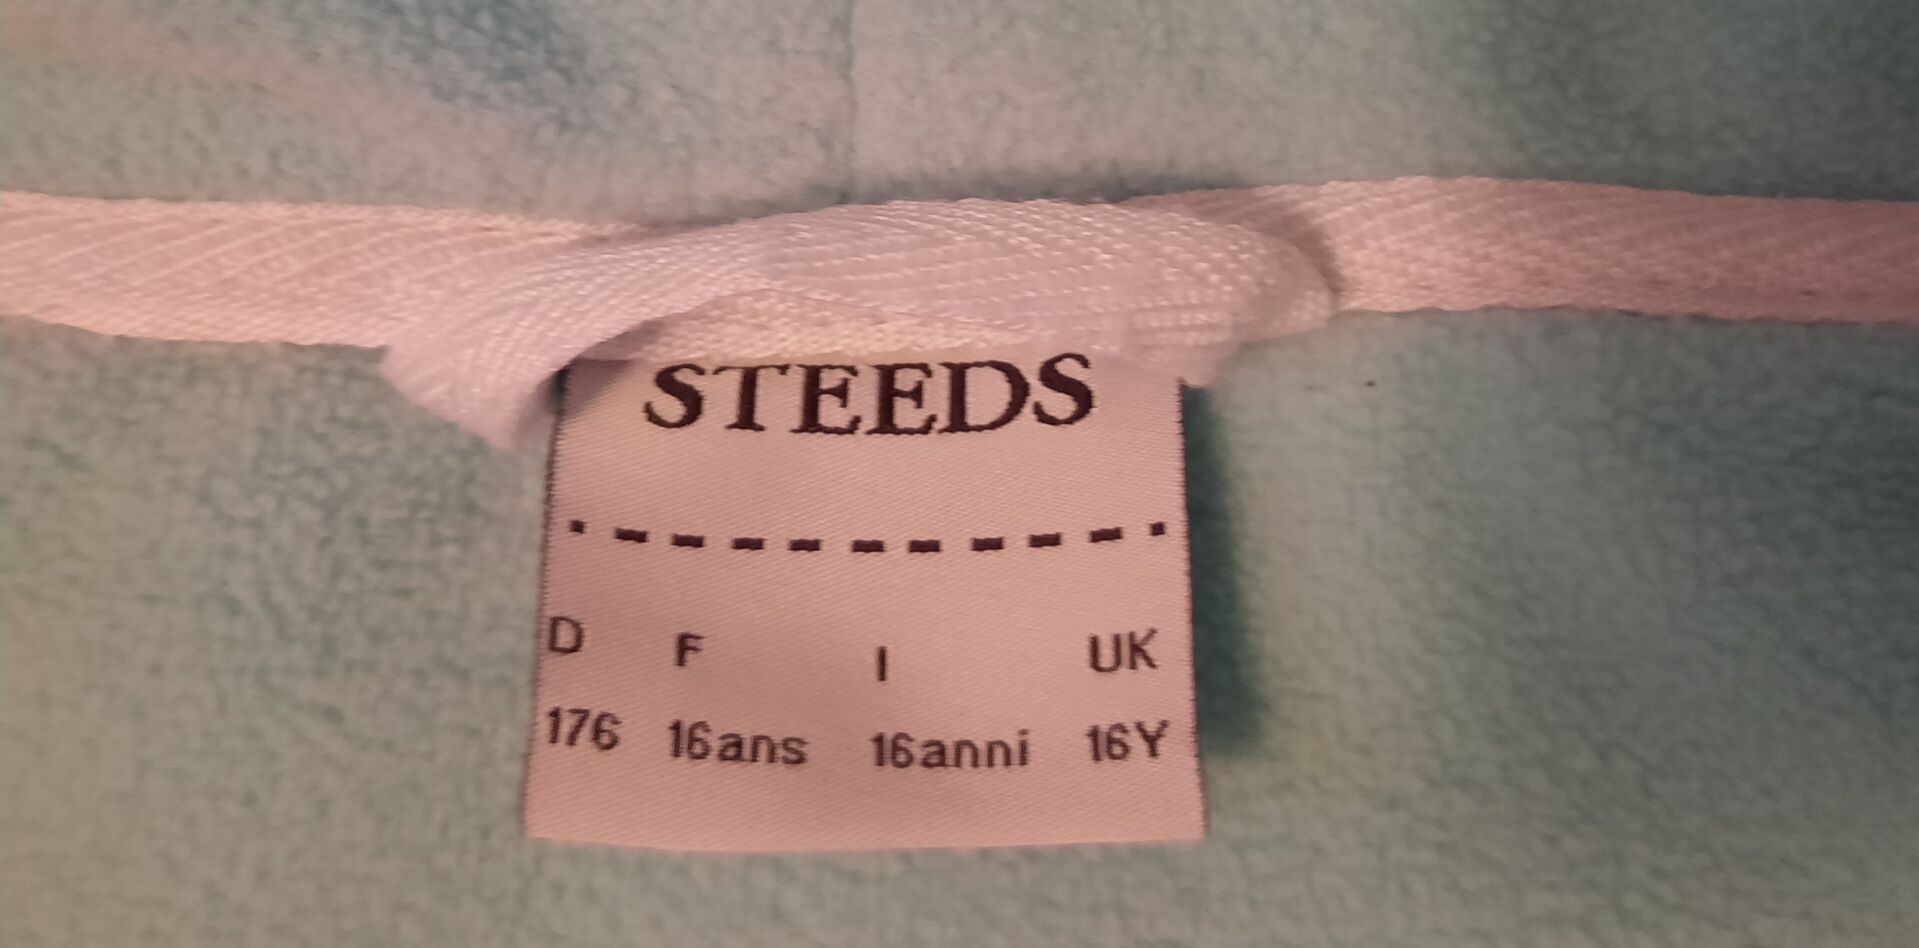 STEEDS
D F I UK
176 16ans 16anni 16Y